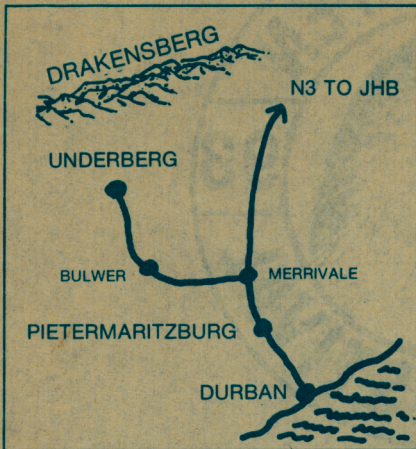 DRAKENSBERG
N3 TO JHB
UNDERBERG
BULWER
MERRIVALE
PIETERMARITZBURG
DURBAN